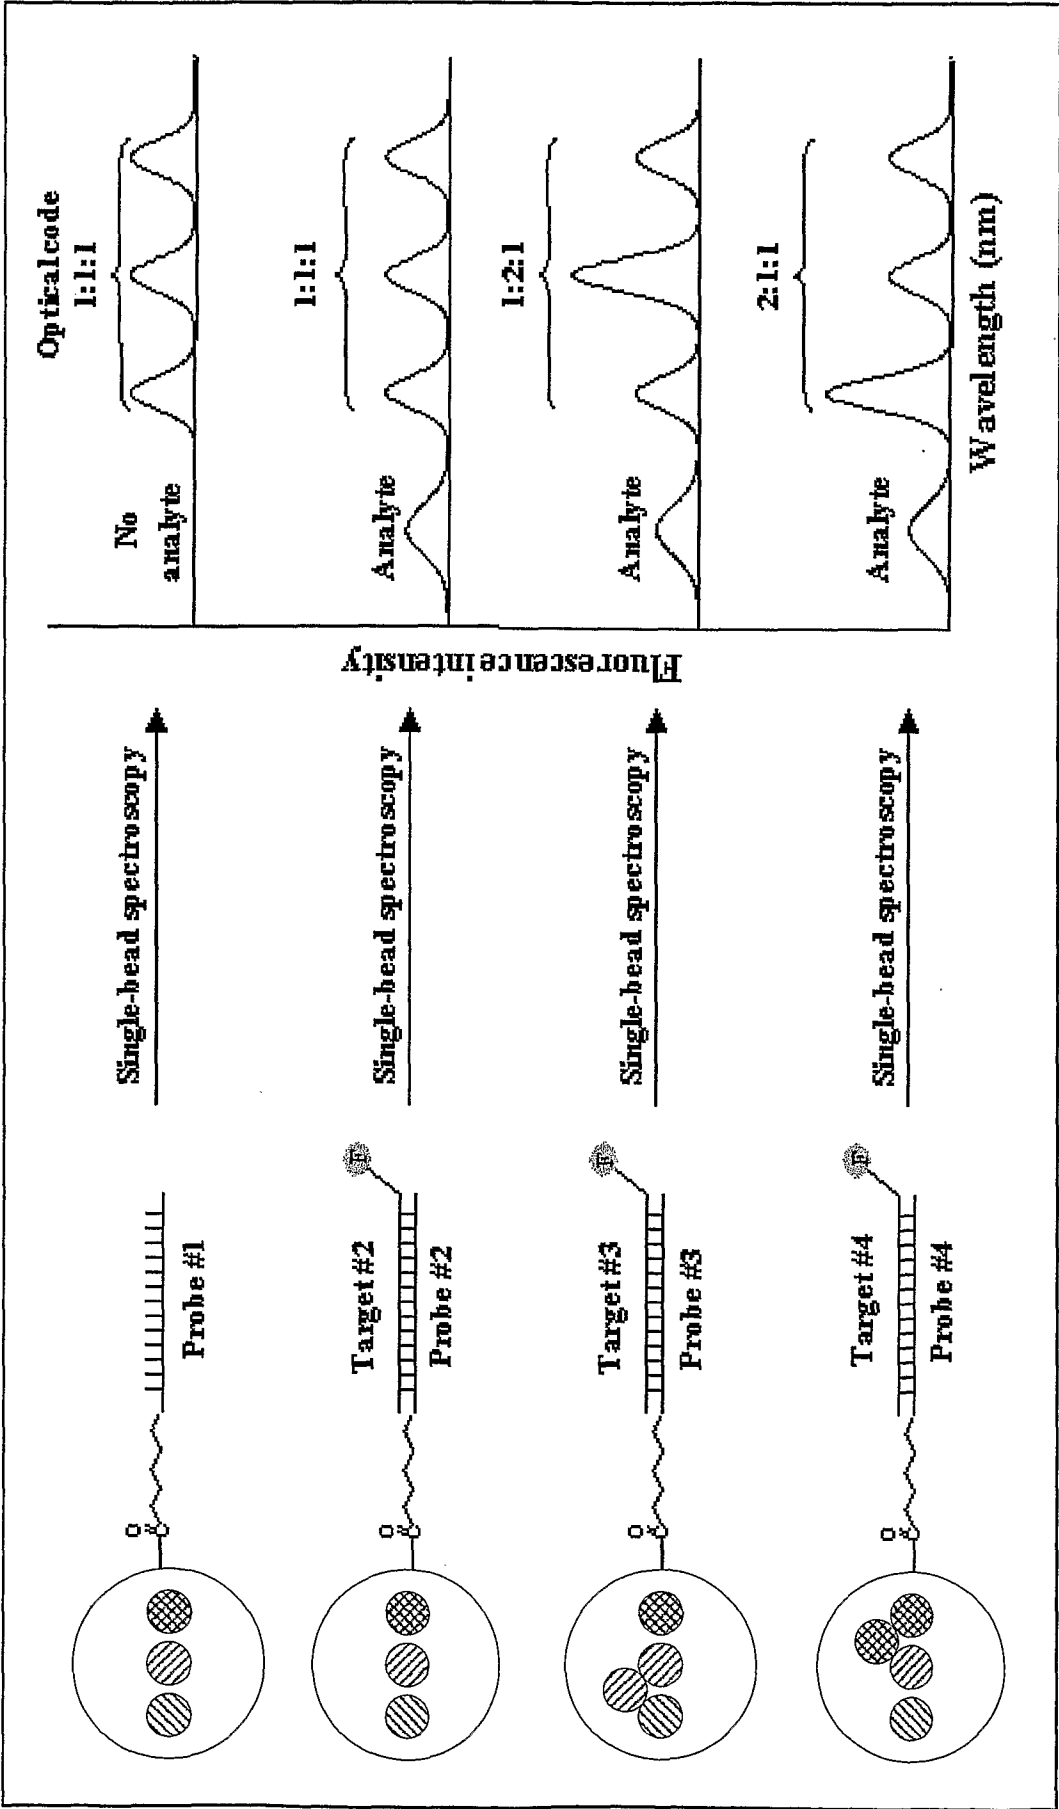 Probe #1
Single-bead spectroscopy
No
analyte
Optical code
1:1:1
Target #2
F
Probe #2
Single-bead spectroscopy
Analyte
1:1:1
Target #3
F
Probe #3
Single-bead spectroscopy
Analyte
1:2:1
Target #4
F
Probe #4
Single-bead spectroscopy
Analyte
2:1:1
Fluorescence intensity
Wavelength (nm)